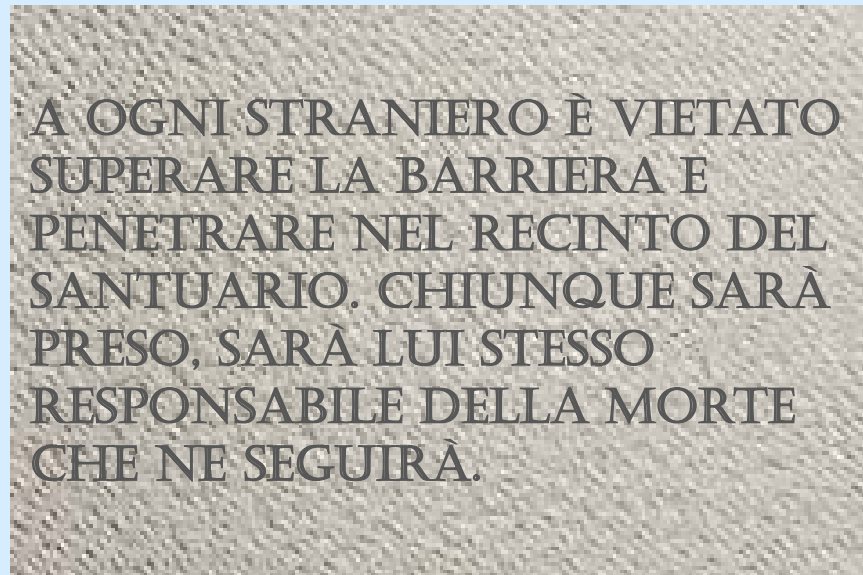 A OGNI STRANIERO È VIETATO
SUPERARE LA BARRIERA E
PENETRARE NEL RECINTO DEL
SANTUARIO. CHIUNQUE SARÀ
PRESO, SARÀ LUI STESSO
RESPONSABILE DELLA MORTE
CHE NE SEGUIRÀ.